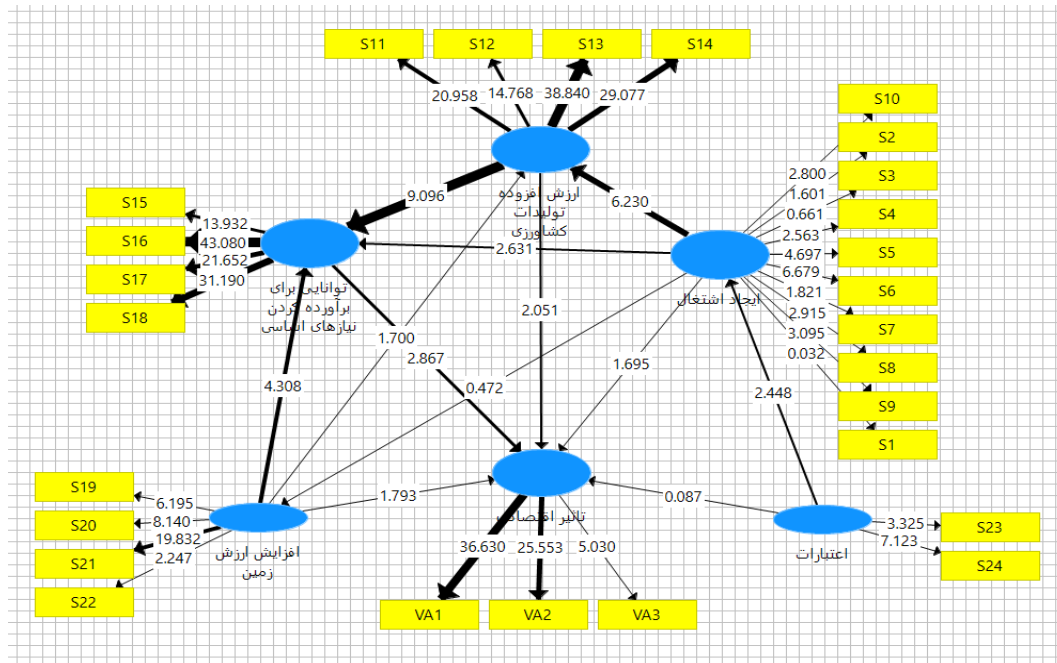 S11
S12
S13
S14
20.958
14.768
38.840
29.077
ارزش افزوده
تولیدات
کشاورزی
S10
S2
S3
S4
S5
S6
S7
S8
S9
S1
2.800
1.601
0.661
2.563
4.697
6.679
1.821
2.915
3.095
0.032
ایجاد اشتغال
9.096
6.230
2.631
S15
S16
S17
S18
13.932
43.080
21.652
31.190
توانایی برای
برآورده کردن
نیازهای اساسی
2.051
1.700
2.867
0.472
1.695
4.308
2.448
1.793
0.087
S19
S20
S21
S22
6.195
8.140
19.832
2.247
افزایش ارزش
زمین
تاثیر اقتصادی
36.630
25.553
5.030
VA1
VA2
VA3
اعتبارات
3.325
7.123
S23
S24